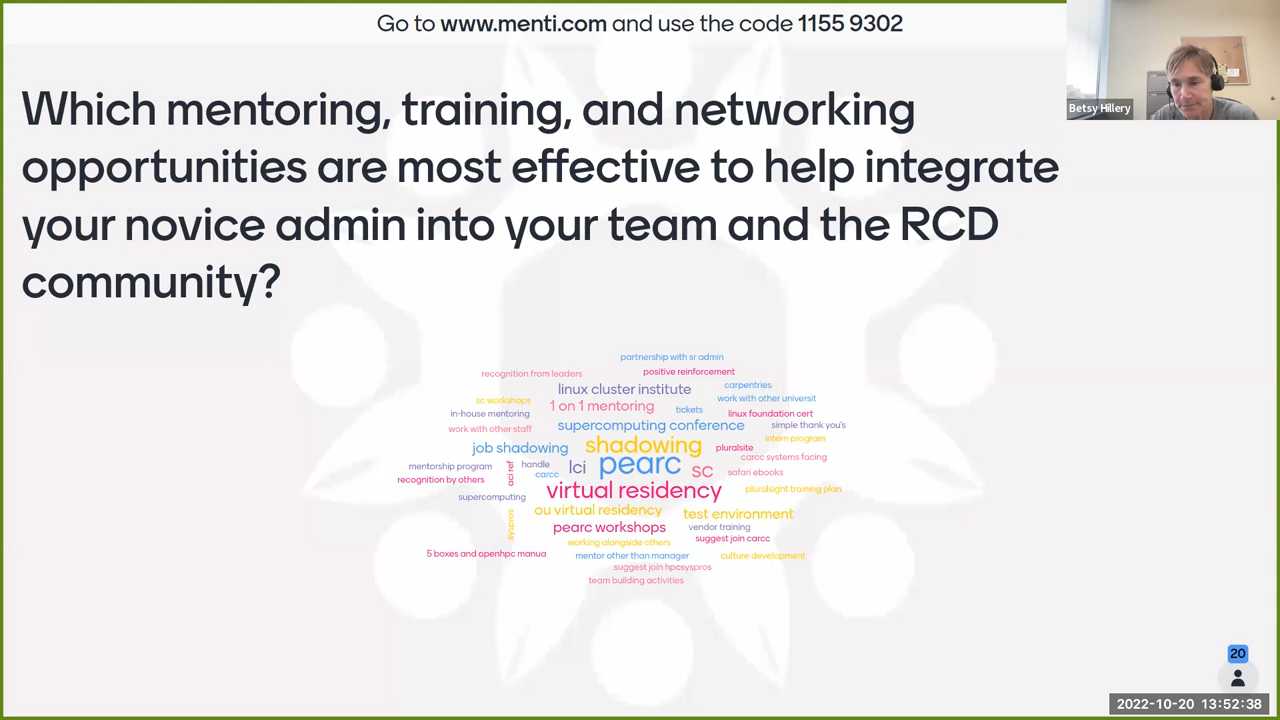 Go to www.menti.com and use the code 1155 9302
Betsy Hillery
Which mentoring, training, and networking
opportunities are most effective to help integrate
your novice admin into your team and the RCD
community?
partnership with sr admin
recognition from leaders
positive reinforcement
linux cluster institute
carpentries
sc workshops
1 on 1 mentoring
work with other universit
in-house mentoring
tickets
linux foundation cert
work with other staff
supercomputing conference
simple thank you's
job shadowing
shadowing
pluralsite
intern program
mentorship program
aci ref
handle
carcc
lci
pearc
sc
carcc systems facing
recognition by others
safari ebooks
supercomputing
virtual residency
pluralsight training plan
syspros
ou virtual residency
test environment
pearc workshops
vendor training
working alongside others
suggest join carcc
5 boxes and openhpc manua
mentor other than manager
culture development
suggest join hpcsyspros
team building activities
20
2022-10-20 13:52:38